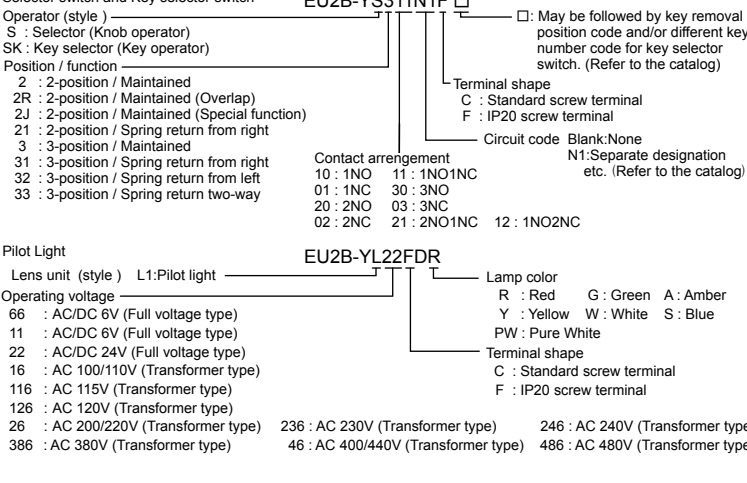 Selector switch and Key selector switch
EU2B-YS311N1F □
Operator (style )
S : Selector (Knob operator)
SK : Key selector (Key operator)
Position / function
2 : 2-position / Maintained
2R : 2-position / Maintained (Overlap)
2J : 2-position / Maintained (Special function)
21 : 2-position / Spring return from right
3 : 3-position / Maintained
31 : 3-position / Spring return from right
32 : 3-position / Spring return from left
33 : 3-position / Spring return two-way
□: May be followed by key removal
position code and/or different key
number code for key selector
switch. (Refer to the catalog)
Terminal shape
C : Standard screw terminal
F : IP20 screw terminal
Circuit code Blank:None
N1:Separate designation
etc. (Refer to the catalog)
Contact arrengement
10 : 1NO 11 : 1NO1NC
01 : 1NC 30 : 3NO
20 : 2NO 03 : 3NC
02 : 2NC 21 : 2NO1NC 12 : 1NO2NC
Pilot Light
EU2B-YL22FDR
Lens unit (style ) L1:Pilot light
Operating voltage
66 : AC/DC 6V (Full voltage type)
11 : AC/DC 6V (Full voltage type)
22 : AC/DC 24V (Full voltage type)
16 : AC 100/110V (Transformer type)
116 : AC 115V (Transformer type)
126 : AC 120V (Transformer type)
26 : AC 200/220V (Transformer type) 236 : AC 230V (Transformer type) 246 : AC 240V (Transformer type
386 : AC 380V (Transformer type) 46 : AC 400/440V (Transformer type) 486 : AC 480V (Transformer type
Lamp color
R : Red G : Green A : Amber
Y : Yellow W : White S : Blue
PW : Pure White
Terminal shape
C : Standard screw terminal
F : IP20 screw terminal